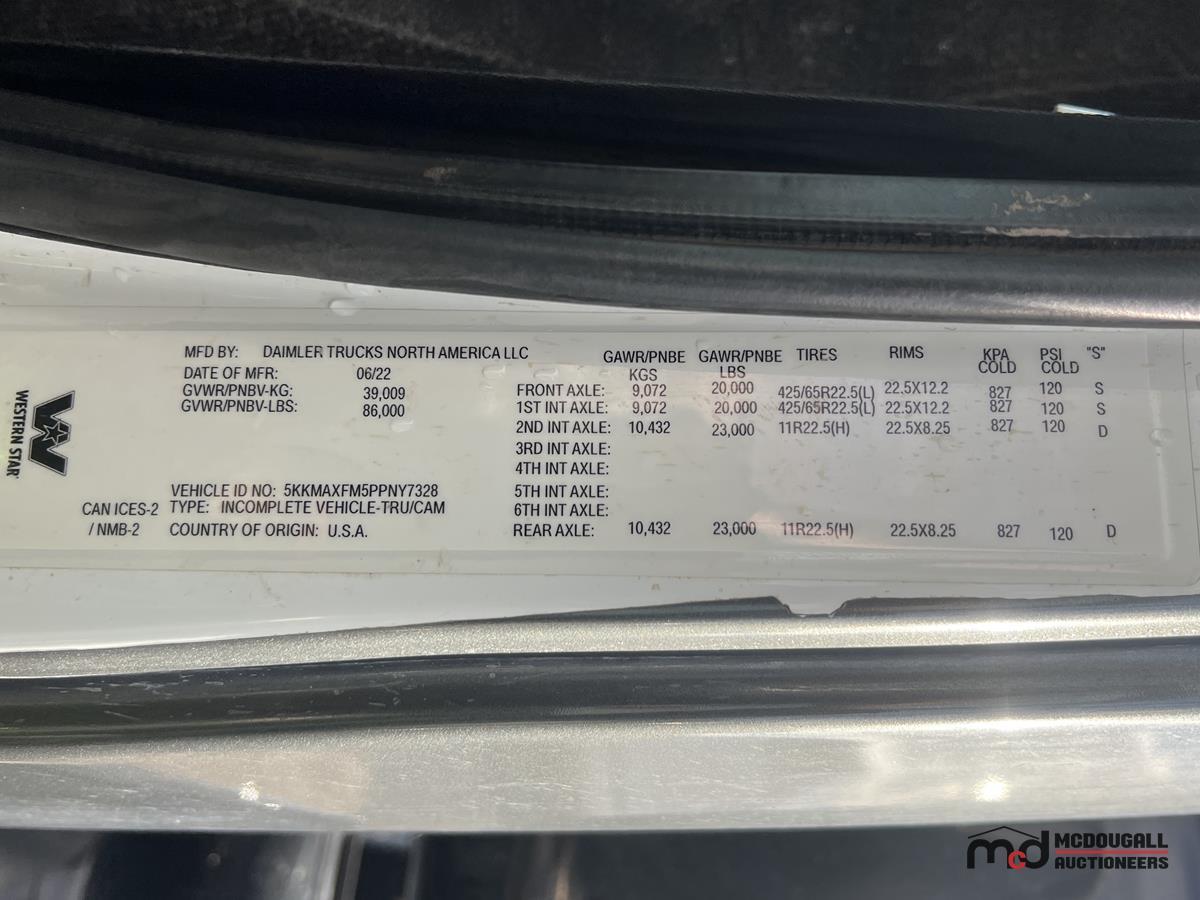 WESTERN STAR
MFD BY: DAIMLER TRUCKS NORTH AMERICA LLC
DATE OF MFR: 06/22
GVWR/PNBV-KG: 39,009
GVWR/PNBV-LBS: 86,000
VEHICLE ID NO: 5KKMAXFM5PPNY7328
CAN ICES-2 TYPE: INCOMPLETE VEHICLE-TRU/CAM
/ NMB-2 COUNTRY OF ORIGIN: U.S.A.
GAWR/PNBE GAWR/PNBE TIRES RIMS KPA PSI "S"
KGS LBS COLD COLD
FRONT AXLE: 9,072 20,000 425/65R22.5(L) 22.5X12.2 827 120 S
1ST INT AXLE: 9,072 20,000 425/65R22.5(L) 22.5X12.2 827 120 S
2ND INT AXLE: 10,432 23,000 11R22.5(H) 22.5X8.25 827 120 D
3RD INT AXLE:
4TH INT AXLE:
5TH INT AXLE:
6TH INT AXLE:
REAR AXLE: 10,432 23,000 11R22.5(H) 22.5X8.25 827 120 D
mcd MCDOUGALL
AUCTIONEERS